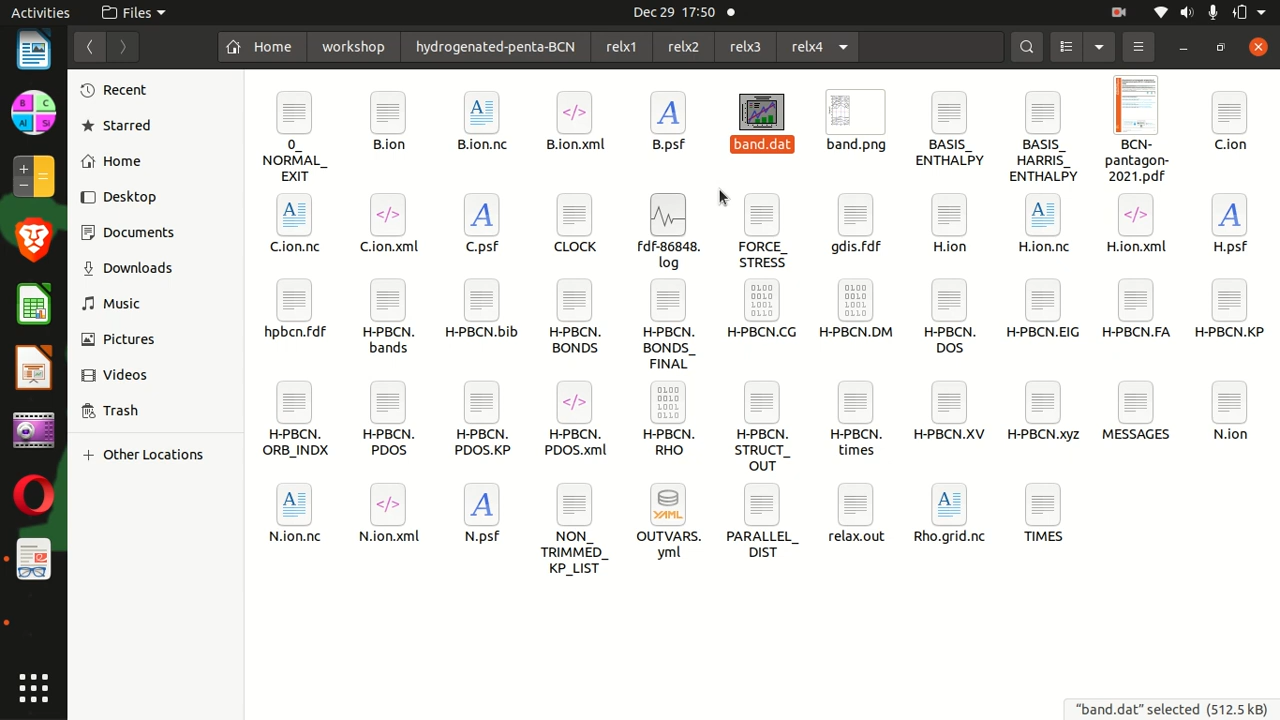 Activities
Files
Dec 29 17:50
Home
workshop
hydrogenated-penta-BCN
relx1
relx2
relx3
relx4
Recent
Starred
Home
Desktop
Documents
Downloads
Music
Pictures
Videos
Trash
Other Locations
0_
NORMAL_
EXIT
B.ion
B.ion.nc
B.ion.xml
B.psf
band.dat
band.png
BASIS_
ENTHALPY
BASIS_
HARRIS_
ENTHALPY
BCN-
pantagon-
2021.pdf
C.ion
C.ion.nc
C.ion.xml
C.psf
CLOCK
fdf-86848.
log
FORCE_
STRESS
gdis.fdf
H.ion
H.ion.nc
H.ion.xml
H.psf
hpbcn.fdf
H-PBCN.
bands
H-PBCN.bib
H-PBCN.
BONDS
H-PBCN.
BONDS_
FINAL
H-PBCN.CG
H-PBCN.DM
H-PBCN.
DOS
H-PBCN.EIG
H-PBCN.FA
H-PBCN.KP
H-PBCN.
ORB_INDX
H-PBCN.
PDOS
H-PBCN.
PDOS.KP
H-PBCN.
PDOS.xml
H-PBCN.
RHO
H-PBCN.
STRUCT_
OUT
H-PBCN.
times
H-PBCN.XV
H-PBCN.xyz
MESSAGES
N.ion
N.ion.nc
N.ion.xml
N.psf
NON_
TRIMMED_
KP_LIST
OUTVARS.
yml
PARALLEL_
DIST
relax.out
Rho.grid.nc
TIMES
"band.dat" selected (512.5 kB)